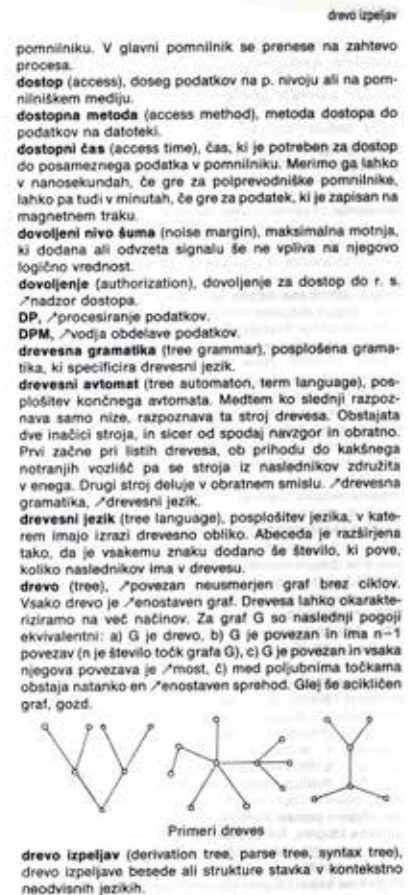 drevo izpeljav
pomnilniku. V glavni pomnilnik se prenese na zahtevo
procesa.
dostop (access), doseg podatkov na p. nivoju ali na pom-
nilniškem mediju.
dostopna metoda (access method), metoda dostopa do
podatkov na datoteki.
dostopni čas (access time), čas, ki je potreben za dostop
do posameznega podatka v pomnilniku. Merimo ga lahko
v nanosekundah, če gre za polprevodniške pomnilnike,
lahko pa tudi v minutah, če gre za podatek, ki je zapisan na
magnetnem traku.
dovoljeni nivo šuma (noise margin), maksimalna motnja,
ki dodana ali odvzeta signalu še ne vpliva na njegovo
logično vrednost.
dovoljenje (authorization), dovoljenje za dostop do r. s.
↗nadzor dostopa.
DP, ↗procesiranje podatkov.
DPM, ↗vodja obdelave podatkov.
drevesna gramatika (tree grammar), posplošena grama-
tika, ki specificira drevesni jezik.
drevesni avtomat (tree automaton, term language), pos-
plošitev končnega avtomata. Medtem ko slednji razpoz-
nava samo nize, razpoznava ta stroj drevesa. Obstajata
dve inačici stroja, in sicer od spodaj navzgor in obratno.
Prvi začne pri listih drevesa, ob prihodu do kakšnega
notranjih vozlišč pa se stroja iz naslednikov združita
v enega. Drugi stroj deluje v obratnem smislu. ↗drevesna
gramatika, ↗drevesni jezik.
drevesni jezik (tree language), posplošitev jezika, v kate-
rem imajo izrazi drevesno obliko. Abeceda je razširjena
tako, da je vsakemu znaku dodano še število, ki pove,
koliko naslednikov ima v drevesu.
drevo (tree), ↗povezan neusmerjen graf brez ciklov.
Vsako drevo je ↗enostaven graf. Drevesa lahko okarakte-
riziramo na več načinov. Za graf G so naslednji pogoji
ekvivalentni: a) G je drevo, b) G je povezan in ima n−1
povezav (n je število točk grafa G), c) G je povezan in vsaka
njegova povezava je ↗most, č) med poljubnima točkama
obstaja natanko en ↗enostaven sprehod. Glej še acikličen
graf, gozd.
Primeri dreves
drevo izpeljav (derivation tree, parse tree, syntax tree),
drevo izpeljave besede ali strukture stavka v kontekstno
neodvisnih jezikih.